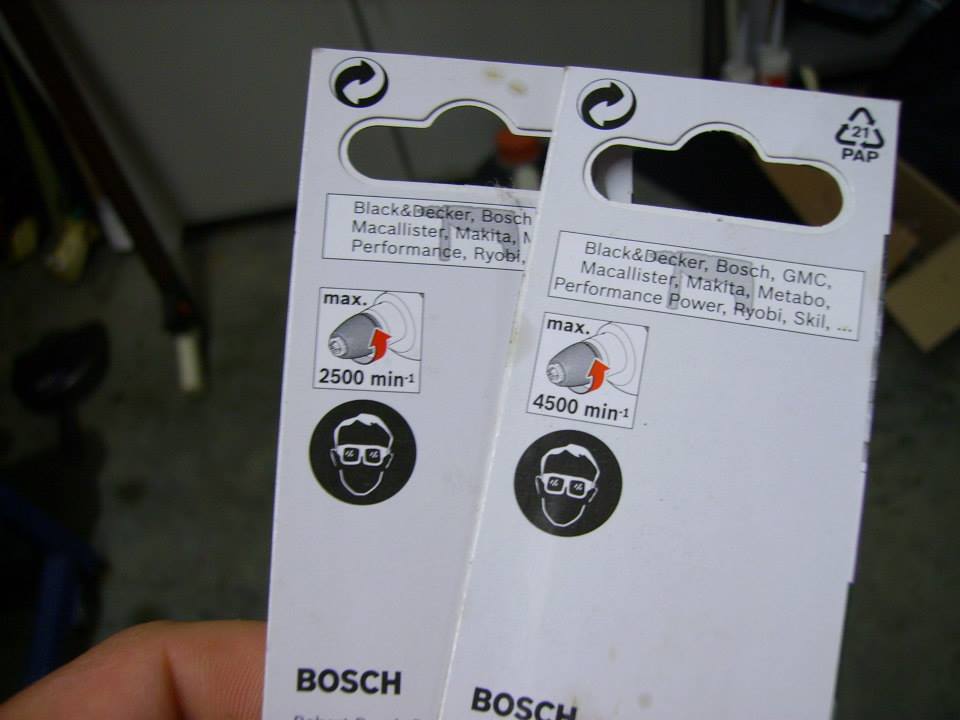 Black&Decker, Bosch
Macallister, Makita,
Performance, Ryobi,
max.
2500 min-1
BOSCH
21
PAP
Black&Decker, Bosch, GMC,
Macallister, Makita, Metabo,
Performance Power, Ryobi, Skil, ...
max.
4500 min-1
BOSCH